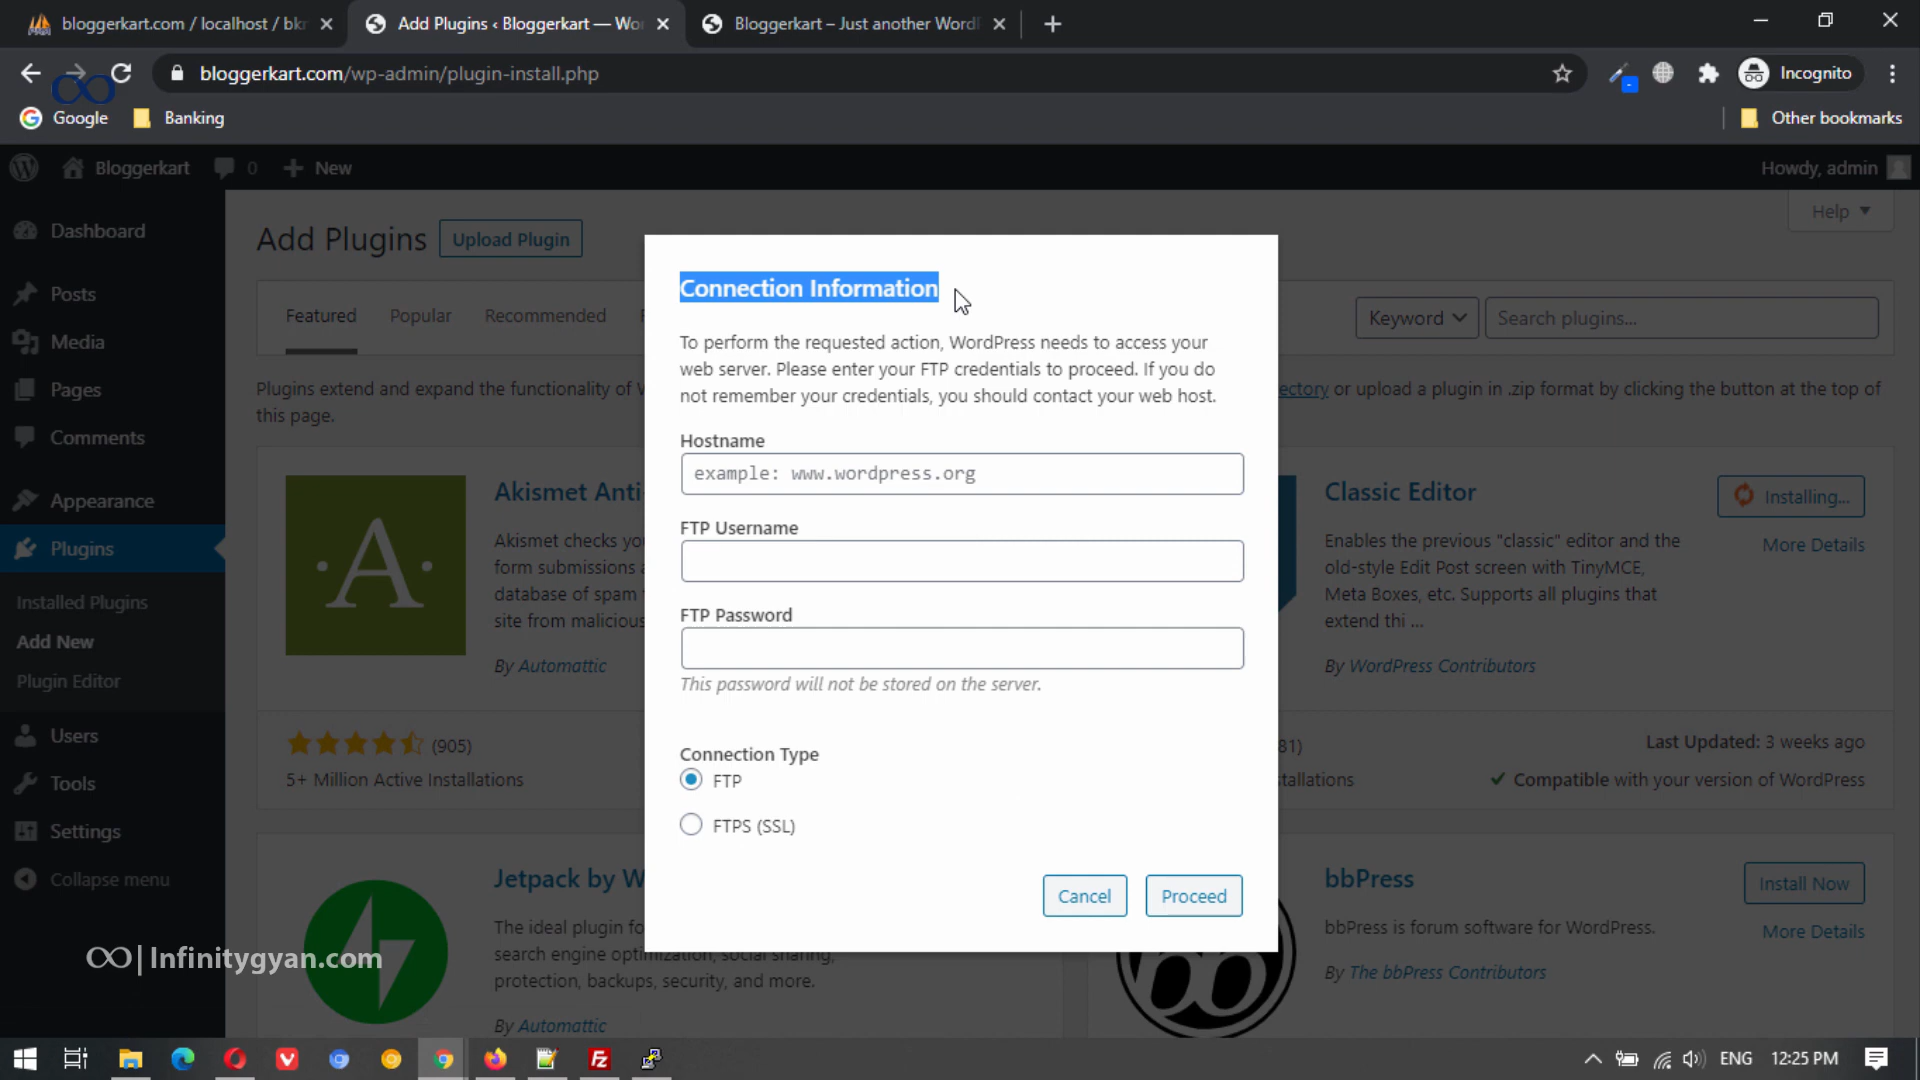 bloggerkart.com / localhost / bkr
Add Plugins ‹ Bloggerkart — Wor
Bloggerkart – Just another Word
bloggerkart.com/wp-admin/plugin-install.php
Incognito
Google
Banking
Other bookmarks
Bloggerkart
0
New
Howdy, admin
Dashboard
Posts
Media
Pages
Comments
Appearance
Plugins
Installed Plugins
Add New
Plugin Editor
Users
Tools
Settings
Collapse menu
Add Plugins
Upload Plugin
Help
Featured
Popular
Recommended
Keyword
Search plugins...
Plugins extend and expand the functionality of
ectory or upload a plugin in .zip format by clicking the button at the top of
this page.
Connection Information
To perform the requested action, WordPress needs to access your
web server. Please enter your FTP credentials to proceed. If you do
not remember your credentials, you should contact your web host.
Hostname
example: www.wordpress.org
FTP Username
FTP Password
This password will not be stored on the server.
Connection Type
FTP
FTPS (SSL)
Cancel
Proceed
Akismet Anti-
Akismet checks yo
form submissions a
database of spam
site from malicious
By Automattic
(905)
5+ Million Active Installations
Classic Editor
Installing...
Enables the previous "classic" editor and the
More Details
old-style Edit Post screen with TinyMCE,
Meta Boxes, etc. Supports all plugins that
extend thi ...
By WordPress Contributors
81)
Last Updated: 3 weeks ago
tallations
Compatible with your version of WordPress
Jetpack by W
The ideal plugin fo
search engine optimization, social sharing,
protection, backups, security, and more.
By Automattic
bbPress
Install Now
bbPress is forum software for WordPress.
More Details
By The bbPress Contributors
Infinitygyan.com
ENG
12:25 PM